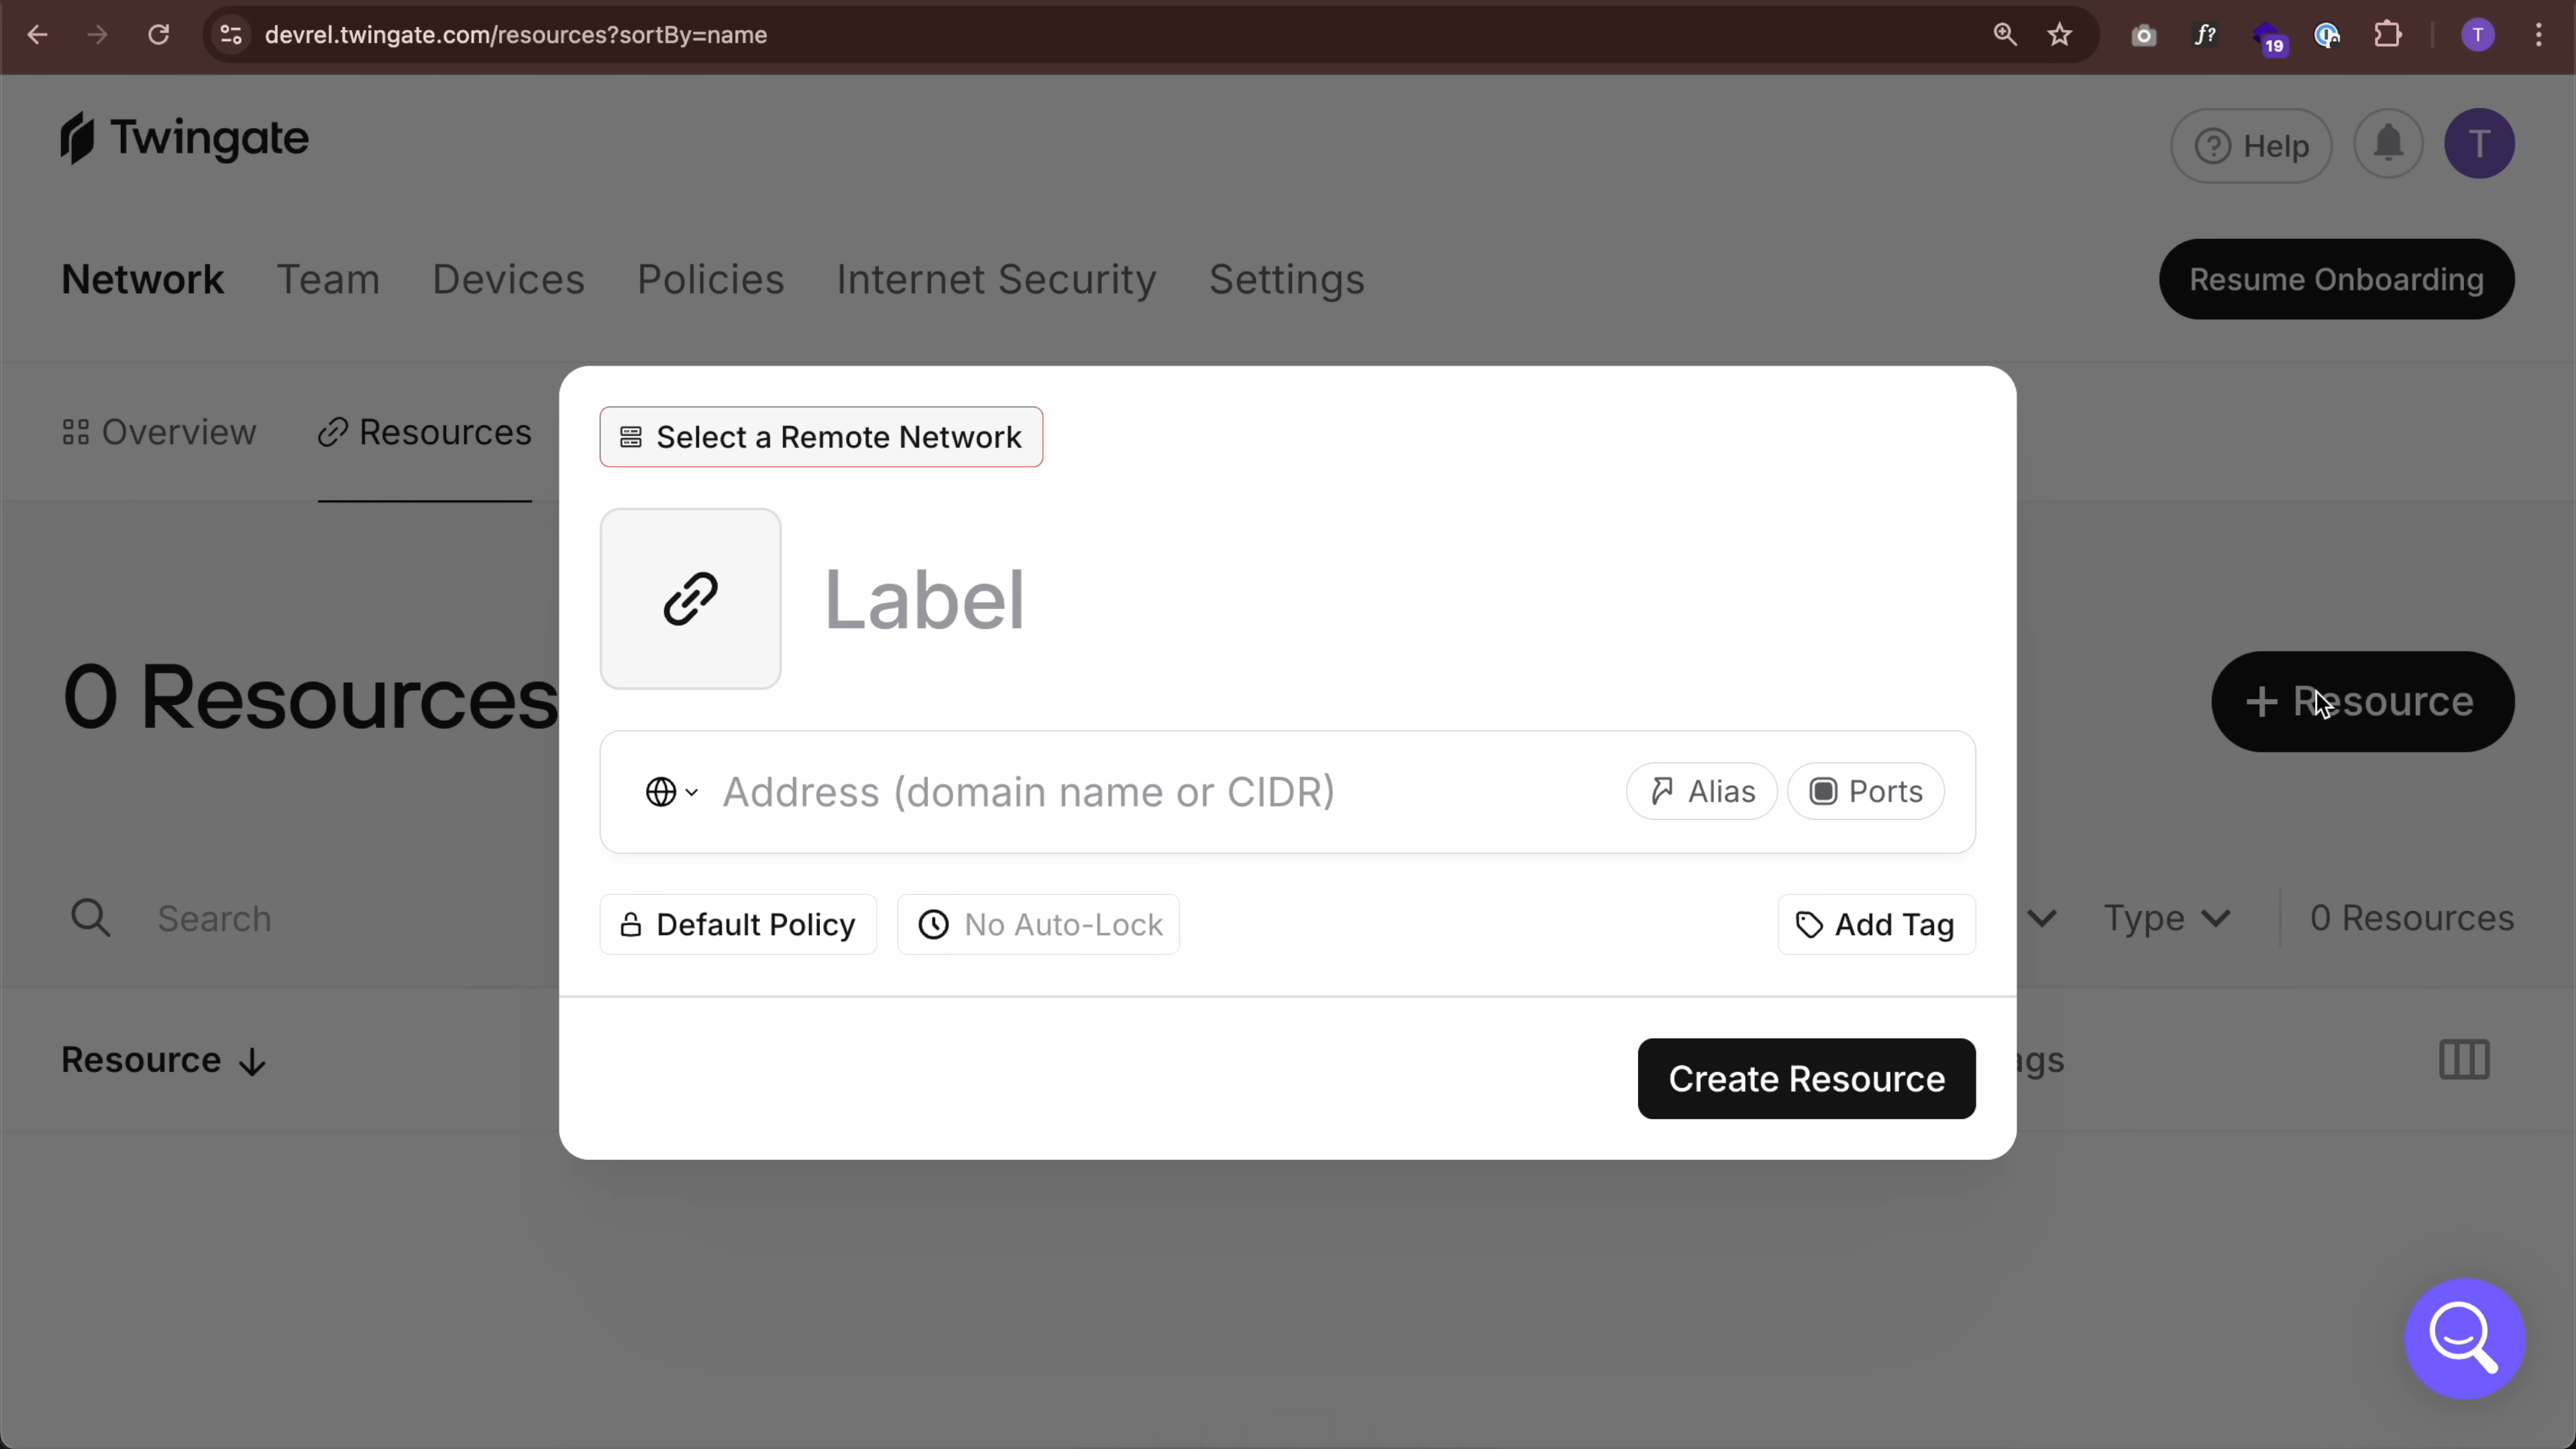 devrel.twingate.com/resources?sortBy=name
19
T
Twingate
Help
T
Network Team Devices Policies Internet Security Settings
Resume Onboarding
Overview Resources
Select a Remote Network
Label
0 Resources
+ Resource
Address (domain name or CIDR)
Alias
Ports
Search
Default Policy
No Auto-Lock
Add Tag
Type
0 Resources
Resource
Create Resource